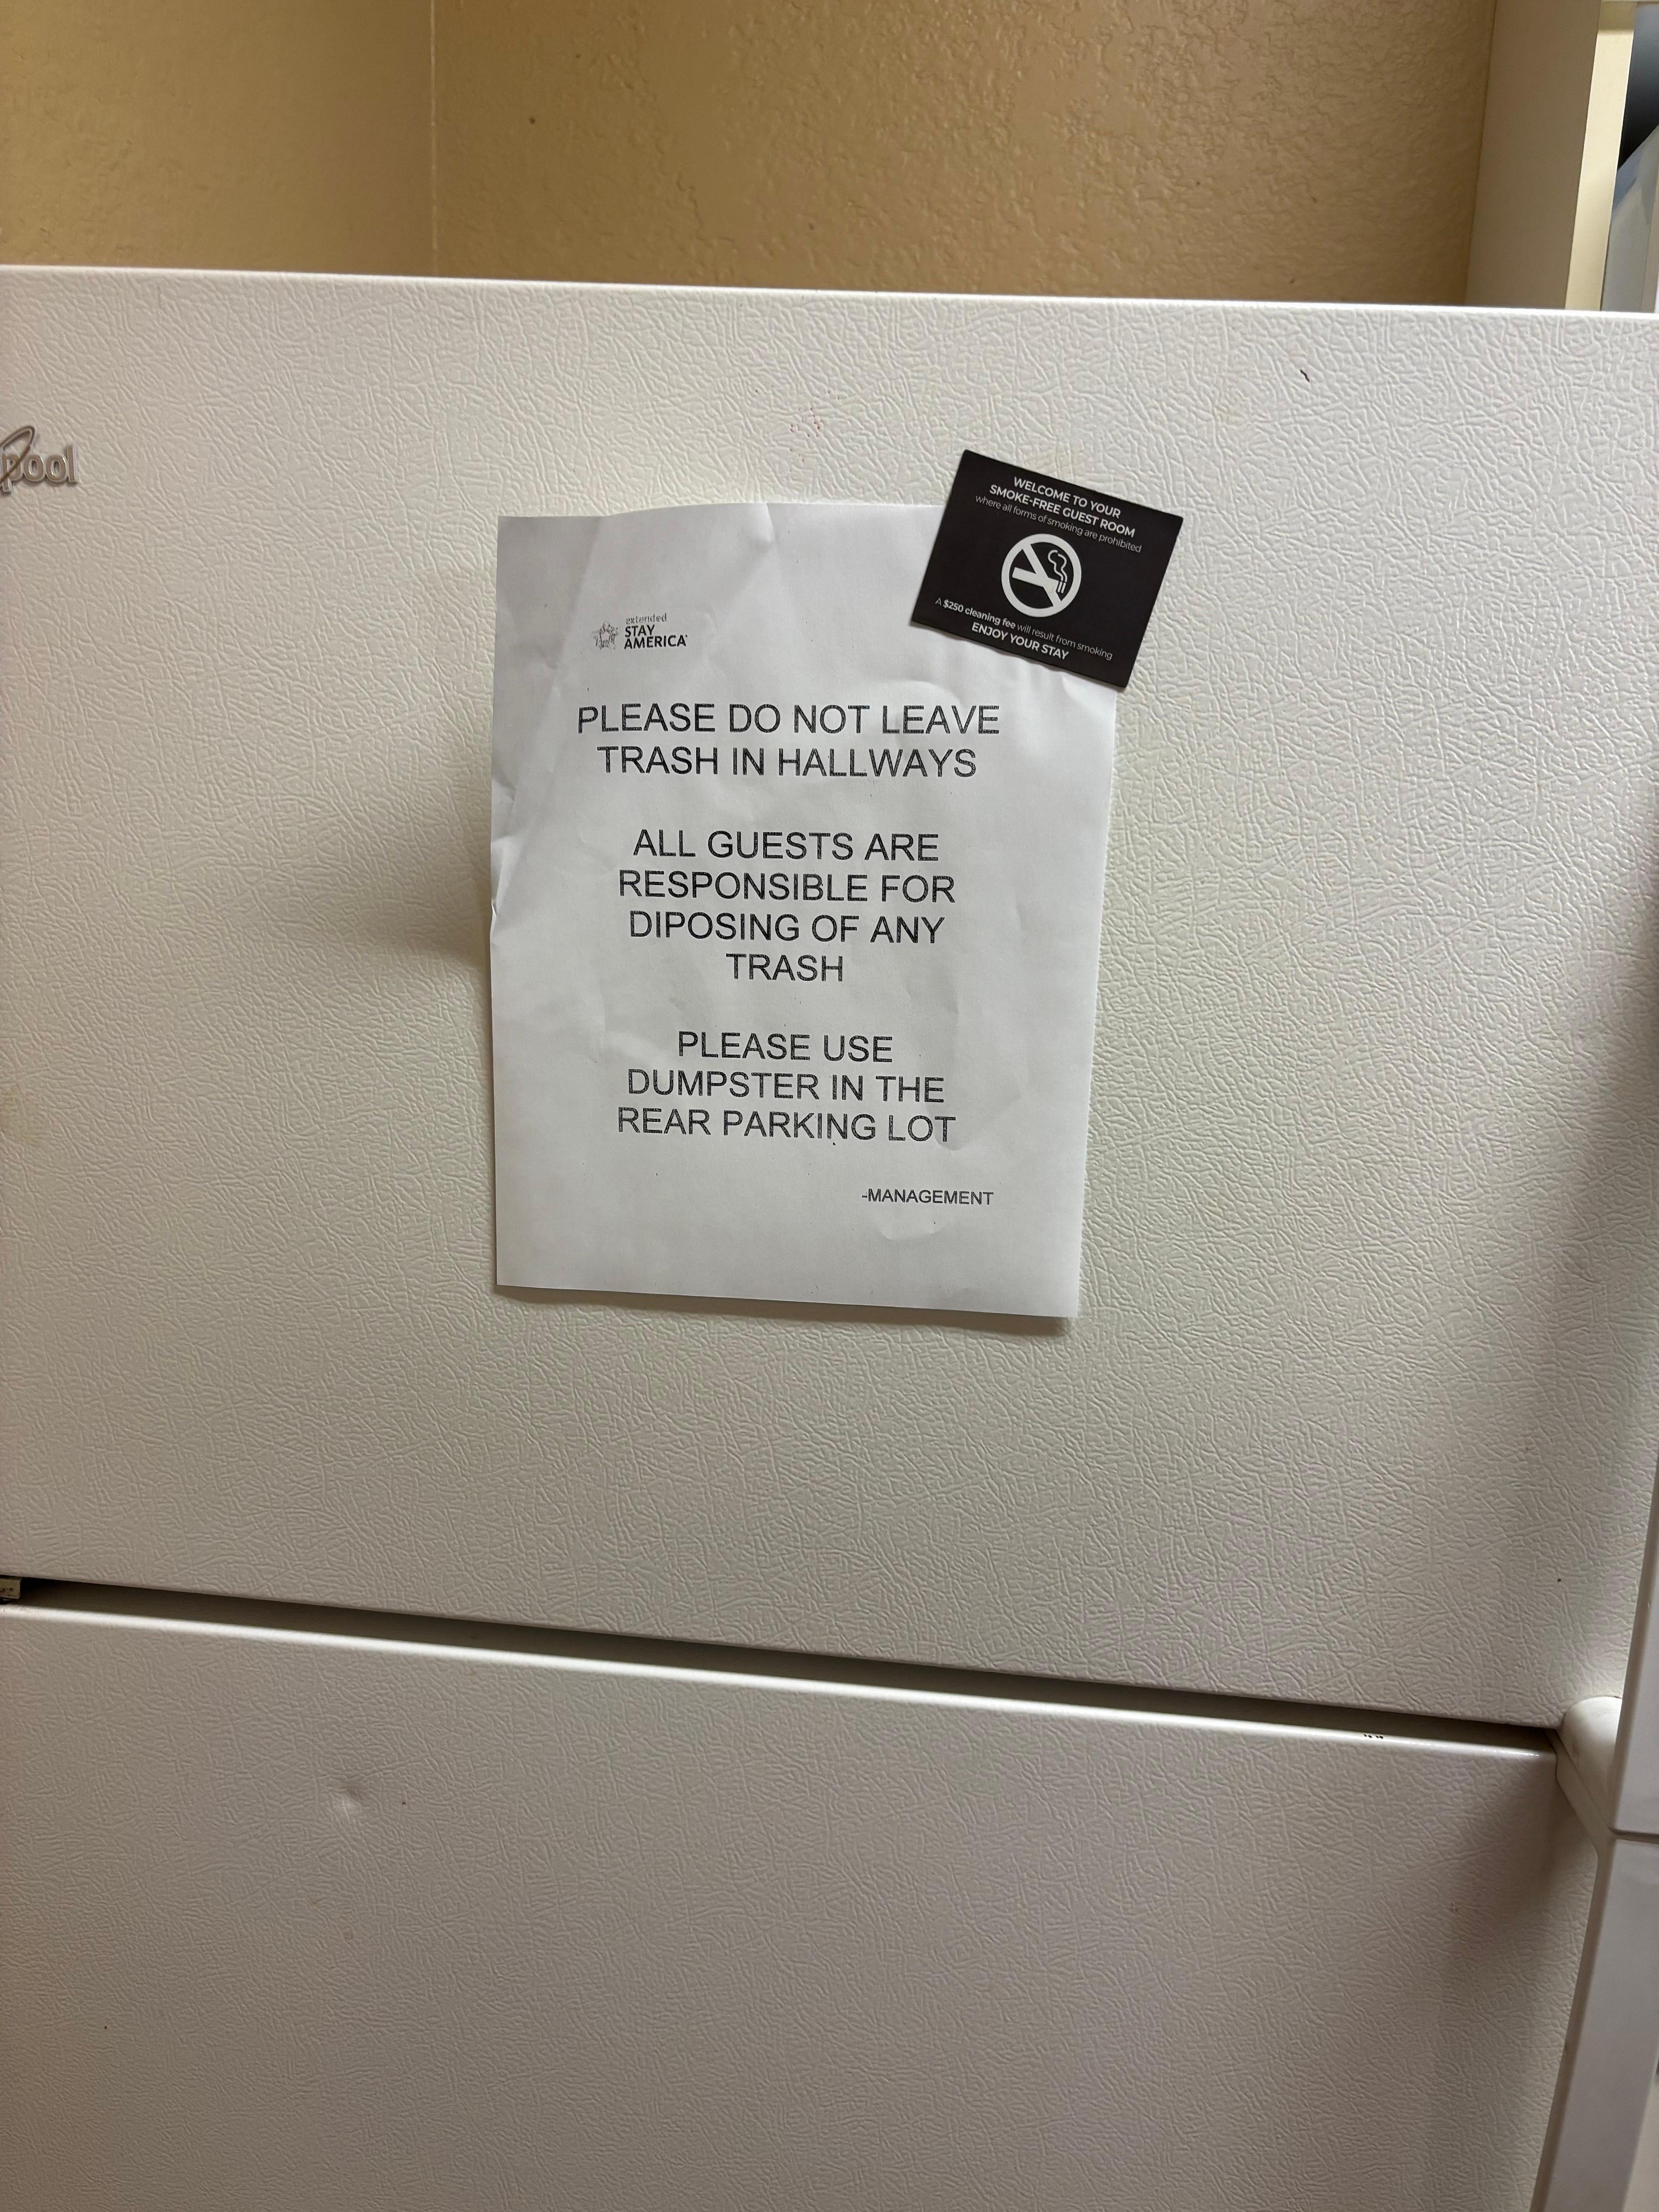 pool
WELCOME TO YOUR
SMOKE-FREE GUEST ROOM
where all forms of smoking are prohibited
A $250 cleaning fee will result from smoking
ENJOY YOUR STAY
extended
STAY
AMERICA
PLEASE DO NOT LEAVE
TRASH IN HALLWAYS
ALL GUESTS ARE
RESPONSIBLE FOR
DIPOSING OF ANY
TRASH
PLEASE USE
DUMPSTER IN THE
REAR PARKING LOT
-MANAGEMENT